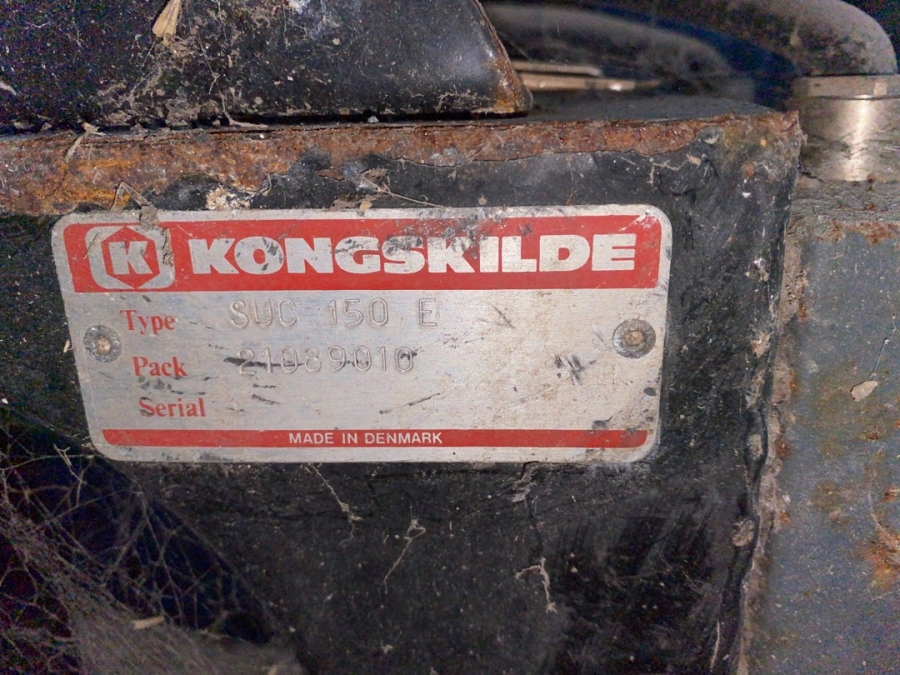 K KONGSKILDE
Type SUC 150 E
Pack 21089010
Serial
MADE IN DENMARK